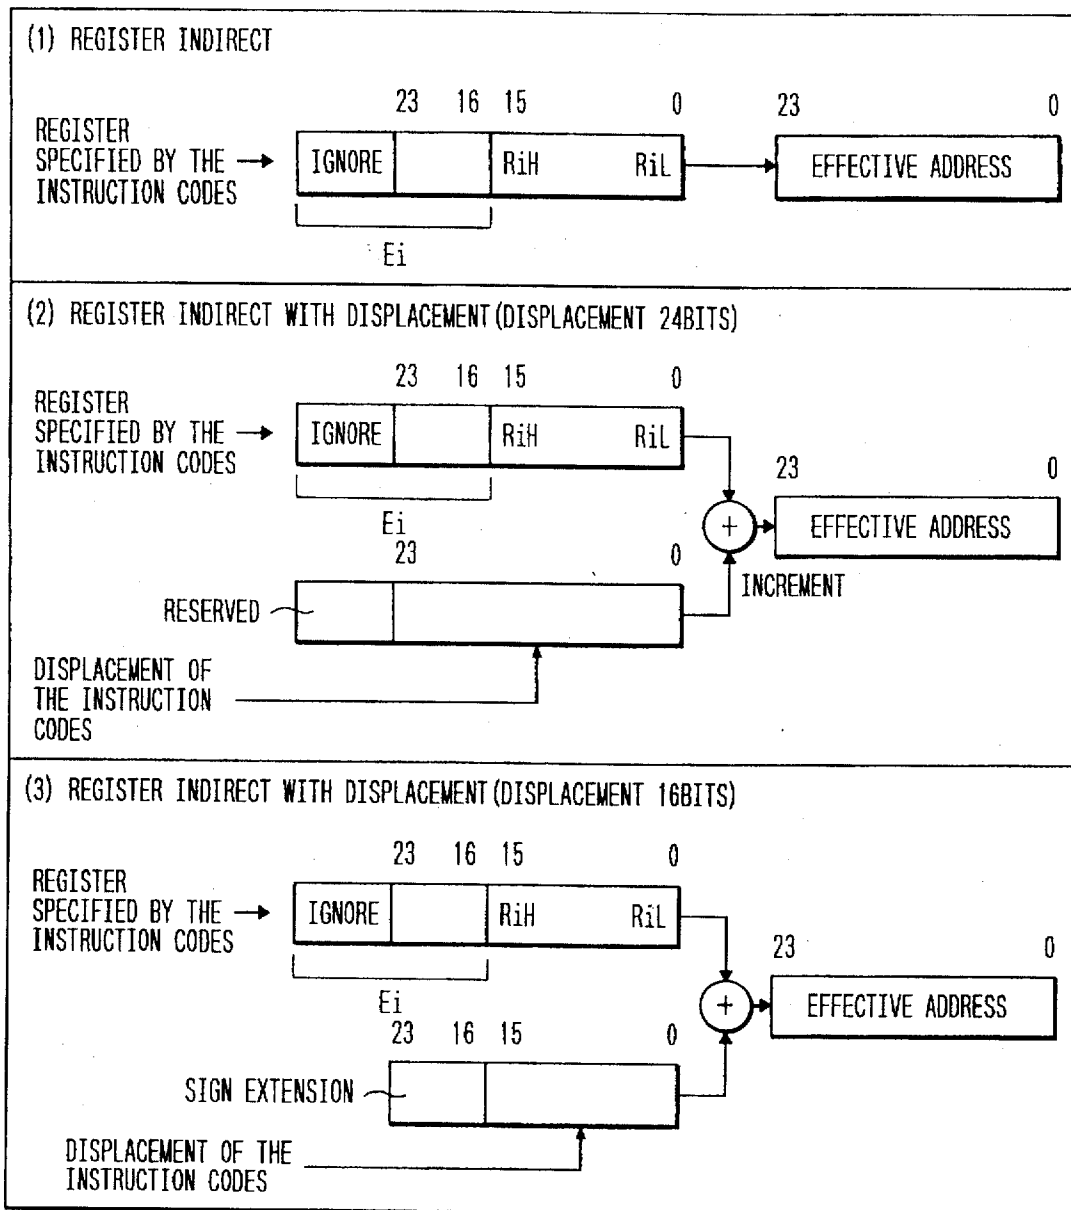 (1) REGISTER INDIRECT
23 16 15 0 23 0
REGISTER
SPECIFIED BY THE
INSTRUCTION CODES
IGNORE RiH RiL EFFECTIVE ADDRESS
Ei
(2) REGISTER INDIRECT WITH DISPLACEMENT (DISPLACEMENT 24BITS)
23 16 15 0
REGISTER
SPECIFIED BY THE
INSTRUCTION CODES
IGNORE RiH RiL
23 0
Ei
+ EFFECTIVE ADDRESS
23 0
INCREMENT
RESERVED
DISPLACEMENT OF
THE INSTRUCTION
CODES
(3) REGISTER INDIRECT WITH DISPLACEMENT (DISPLACEMENT 16BITS)
23 16 15 0
REGISTER
SPECIFIED BY THE
INSTRUCTION CODES
IGNORE RiH RiL
23 0
Ei
+ EFFECTIVE ADDRESS
23 16 15 0
SIGN EXTENSION
DISPLACEMENT OF THE
INSTRUCTION CODES